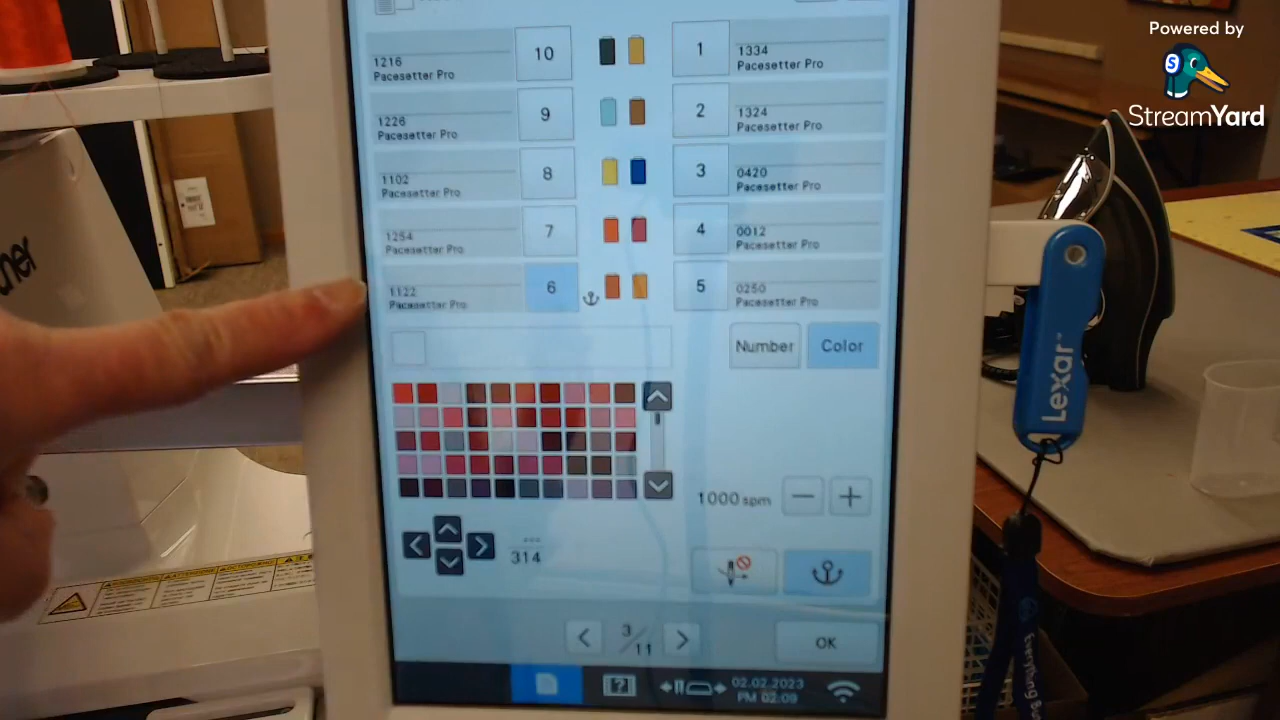 Powered by
StreamYard
1216
Pacesetter Pro
10
1
1334
Pacesetter Pro
1226
Pacesetter Pro
9
2
1324
Pacesetter Pro
1102
Pacesetter Pro
8
3
0420
Pacesetter Pro
1254
Pacesetter Pro
7
4
0012
Pacesetter Pro
1122
Pacesetter Pro
6
5
0250
Pacesetter Pro
Number
Color
1000 spm
314
3/11
OK
02.02.2023
PM 02:09
Lexar